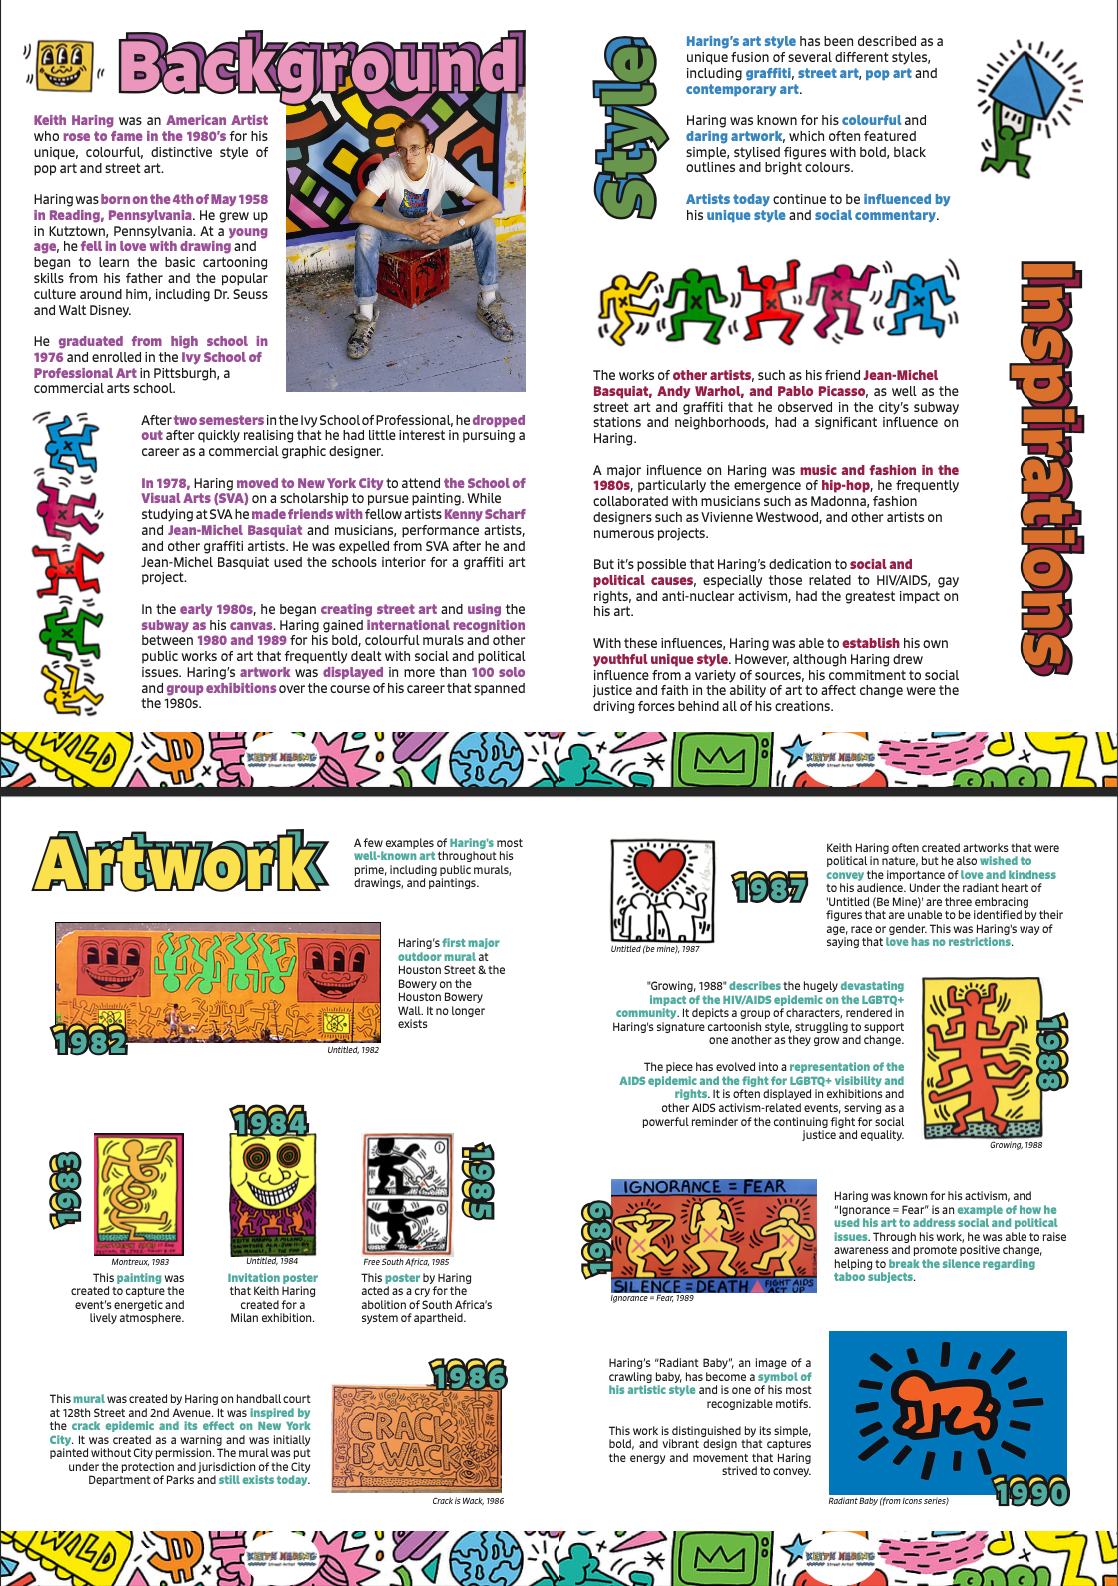 Background
Keith Haring was an American Artist
who rose to fame in the 1980's for his
unique, colourful, distinctive style of
pop art and street art.
Haring was born on the 4th of May 1958
in Reading, Pennsylvania. He grew up
in Kutztown, Pennsylvania. At a young
age, he fell in love with drawing and
began to learn the basic cartooning
skills from his father and the popular
culture around him, including Dr. Seuss
and Walt Disney.
He graduated from high school in
1976 and enrolled in the Ivy School of
Professional Art in Pittsburgh, a
commercial arts school.
After two semesters in the Ivy School of Professional, he dropped
out after quickly realising that he had little interest in pursuing a
career as a commercial graphic designer.
In 1978, Haring moved to New York City to attend the School of
Visual Arts (SVA) on a scholarship to pursue painting. While
studying at SVA he made friends with fellow artists Kenny Scharf
and Jean-Michel Basquiat and musicians, performance artists,
and other graffiti artists. He was expelled from SVA after he and
Jean-Michel Basquiat used the schools interior for a graffiti art
project.
In the early 1980s, he began creating street art and using the
subway as his canvas. Haring gained international recognition
between 1980 and 1989 for his bold, colourful murals and other
public works of art that frequently dealt with social and political
issues. Haring's artwork was displayed in more than 100 solo
and group exhibitions over the course of his career that spanned
the 1980s.
Style
Haring's art style has been described as a
unique fusion of several different styles,
including graffiti, street art, pop art and
contemporary art.
Haring was known for his colourful and
daring artwork, which often featured
simple, stylised figures with bold, black
outlines and bright colours.
Artists today continue to be influenced by
his unique style and social commentary.
Inspirations
The works of other artists, such as his friend Jean-Michel
Basquiat, Andy Warhol, and Pablo Picasso, as well as the
street art and graffiti that he observed in the city's subway
stations and neighborhoods, had a significant influence on
Haring.
A major influence on Haring was music and fashion in the
1980s, particularly the emergence of hip-hop, he frequently
collaborated with musicians such as Madonna, fashion
designers such as Vivienne Westwood, and other artists on
numerous projects.
But it's possible that Haring's dedication to social and
political causes, especially those related to HIV/AIDS, gay
rights, and anti-nuclear activism, had the greatest impact on
his art.
With these influences, Haring was able to establish his own
youthful unique style. However, although Haring drew
influence from a variety of sources, his commitment to social
justice and faith in the ability of art to affect change were the
driving forces behind all of his creations.
WILD
KEITH HARING
Street Artist
KEITH HARING
Street Artist
Artwork
A few examples of Haring's most
well-known art throughout his
prime, including public murals,
drawings, and paintings.
1982
Untitled, 1982
Haring's first major
outdoor mural at
Houston Street & the
Bowery on the
Houston Bowery
Wall. It no longer
exists
1983
Montreux, 1983
This painting was
created to capture the
event's energetic and
lively atmosphere.
1984
Untitled, 1984
Invitation poster
that Keith Haring
created for a
Milan exhibition.
1985
Free South Africa, 1985
This poster by Haring
acted as a cry for the
abolition of South Africa's
system of apartheid.
1986
This mural was created by Haring on handball court
at 128th Street and 2nd Avenue. It was inspired by
the crack epidemic and its effect on New York
City. It was created as a warning and was initially
painted without City permission. The mural was put
under the protection and jurisdiction of the City
Department of Parks and still exists today.
CRACK
IS WACK
Crack is Wack, 1986
1987
Untitled (be mine), 1987
Keith Haring often created artworks that were
political in nature, but he also wished to
convey the importance of love and kindness
to his audience. Under the radiant heart of
'Untitled (Be Mine)' are three embracing
figures that are unable to be identified by their
age, race or gender. This was Haring's way of
saying that love has no restrictions.
"Growing, 1988" describes the hugely devastating
impact of the HIV/AIDS epidemic on the LGBTQ+
community. It depicts a group of characters, rendered in
Haring's signature cartoonish style, struggling to support
one another as they grow and change.
The piece has evolved into a representation of the
AIDS epidemic and the fight for LGBTQ+ visibility and
rights. It is often displayed in exhibitions and
other AIDS activism-related events, serving as a
powerful reminder of the continuing fight for social
justice and equality.
1988
Growing, 1988
1989
IGNORANCE = FEAR
SILENCE = DEATH
FIGHT AIDS
ACT UP
Ignorance = Fear, 1989
Haring was known for his activism, and
"Ignorance = Fear" is an example of how he
used his art to address social and political
issues. Through his work, he was able to raise
awareness and promote positive change,
helping to break the silence regarding
taboo subjects.
Haring's "Radiant Baby", an image of a
crawling baby, has become a symbol of
his artistic style and is one of his most
recognizable motifs.
This work is distinguished by its simple,
bold, and vibrant design that captures
the energy and movement that Haring
strived to convey.
1990
Radiant Baby (from Icons series)
WILD
KEITH HARING
Street Artist
KEITH HARING
Street Artist